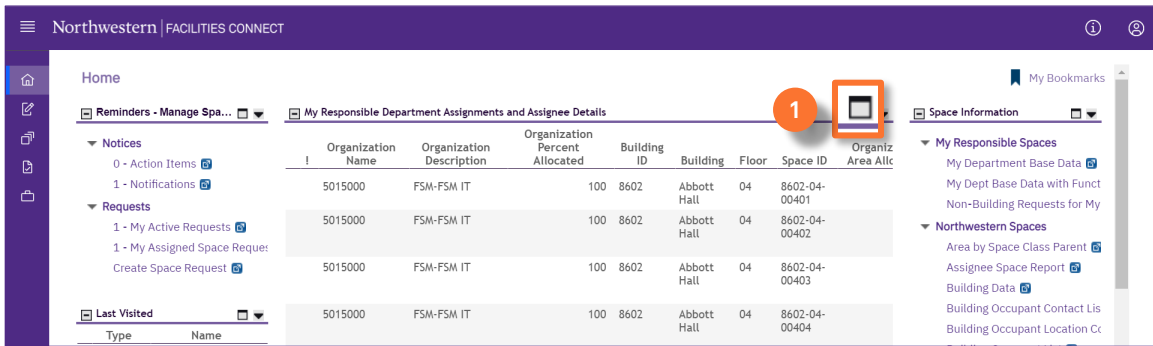 Northwestern | FACILITIES CONNECT
Home
My Bookmarks
Reminders - Manage Spa...
Notices
0 - Action Items
1 - Notifications
Requests
1 - My Active Requests
1 - My Assigned Space Reques
Create Space Request
Last Visited
Type Name
My Responsible Department Assignments and Assignee Details
1
! Organization Name Organization Description Organization Percent Allocated Building ID Building Floor Space ID Organiz Area Allc
5015000 FSM-FSM IT 100 8602 Abbott Hall 04 8602-04-00401
5015000 FSM-FSM IT 100 8602 Abbott Hall 04 8602-04-00402
5015000 FSM-FSM IT 100 8602 Abbott Hall 04 8602-04-00403
5015000 FSM-FSM IT 100 8602 Abbott Hall 04 8602-04-00404
Space Information
My Responsible Spaces
My Department Base Data
My Dept Base Data with Funct
Non-Building Requests for My
Northwestern Spaces
Area by Space Class Parent
Assignee Space Report
Building Data
Building Occupant Contact Lis
Building Occupant Location Cc